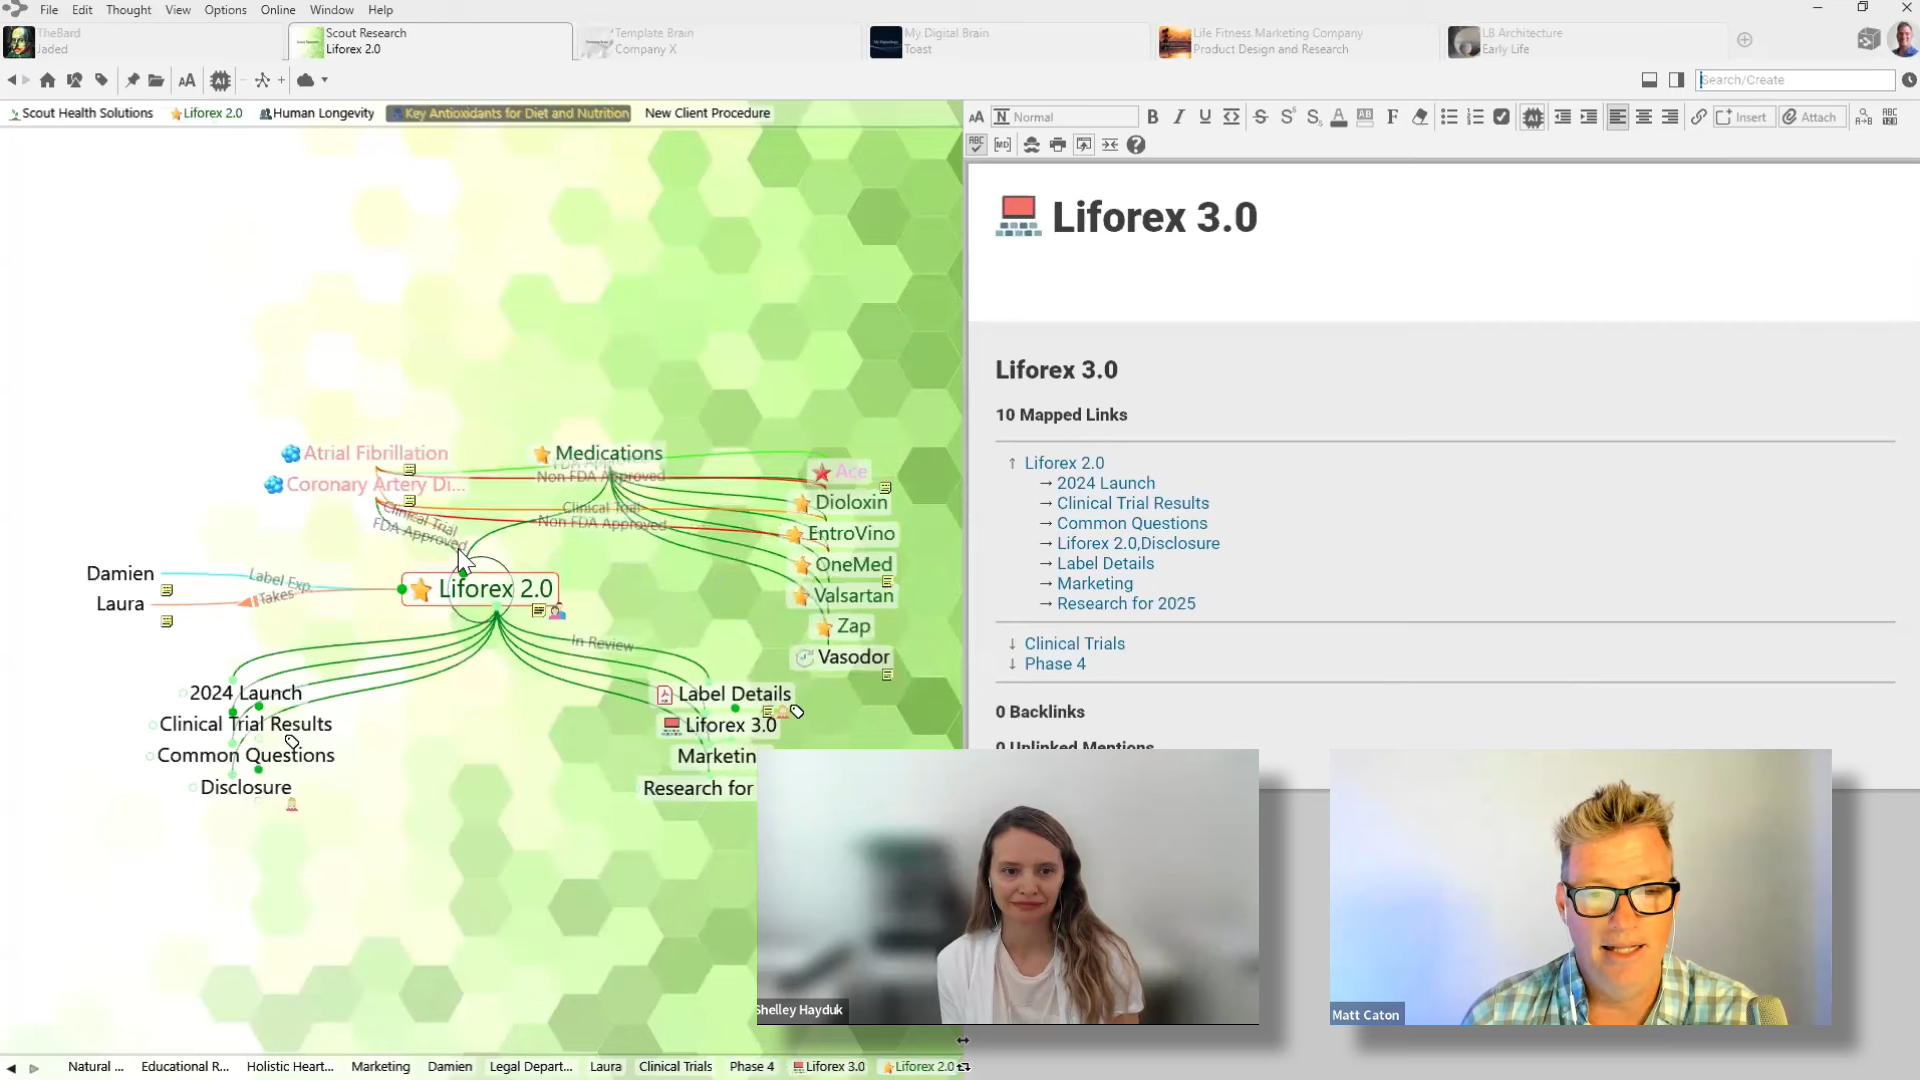 File Edit Thought View Options Online Window Help
TheBard
Jaded
Scout Research
Liforex 2.0
Template Brain
Company X
My Digital Brain
Toast
Life Fitness Marketing Company
Product Design and Research
LB Architecture
Early Life
Search/Create
Scout Health Solutions
Liforex 2.0
Human Longevity
Key Antioxidants for Diet and Nutrition
New Client Procedure
Normal
Insert
Attach
Liforex 3.0
Liforex 3.0
10 Mapped Links
↑ Liforex 2.0
→ 2024 Launch
→ Clinical Trial Results
→ Common Questions
→ Liforex 2.0,Disclosure
→ Label Details
→ Marketing
→ Research for 2025
↓ Clinical Trials
↓ Phase 4
0 Backlinks
0 Unlinked Mentions
Atrial Fibrillation
Coronary Artery Di...
Medications
FDA Approved
Non FDA Approved
Clinical Trial
Non FDA Approved
Clinical Trial
FDA Approved
Ace
Dioloxin
EntroVino
OneMed
Valsartan
Zap
Vasodor
Damien
Laura
Label Exp.
Takes
Liforex 2.0
In Review
2024 Launch
Clinical Trial Results
Common Questions
Disclosure
Label Details
Liforex 3.0
Marketin
Research for
Shelley Hayduk
Matt Caton
Natural ...
Educational R...
Holistic Heart...
Marketing
Damien
Legal Depart...
Laura
Clinical Trials
Phase 4
Liforex 3.0
Liforex 2.0